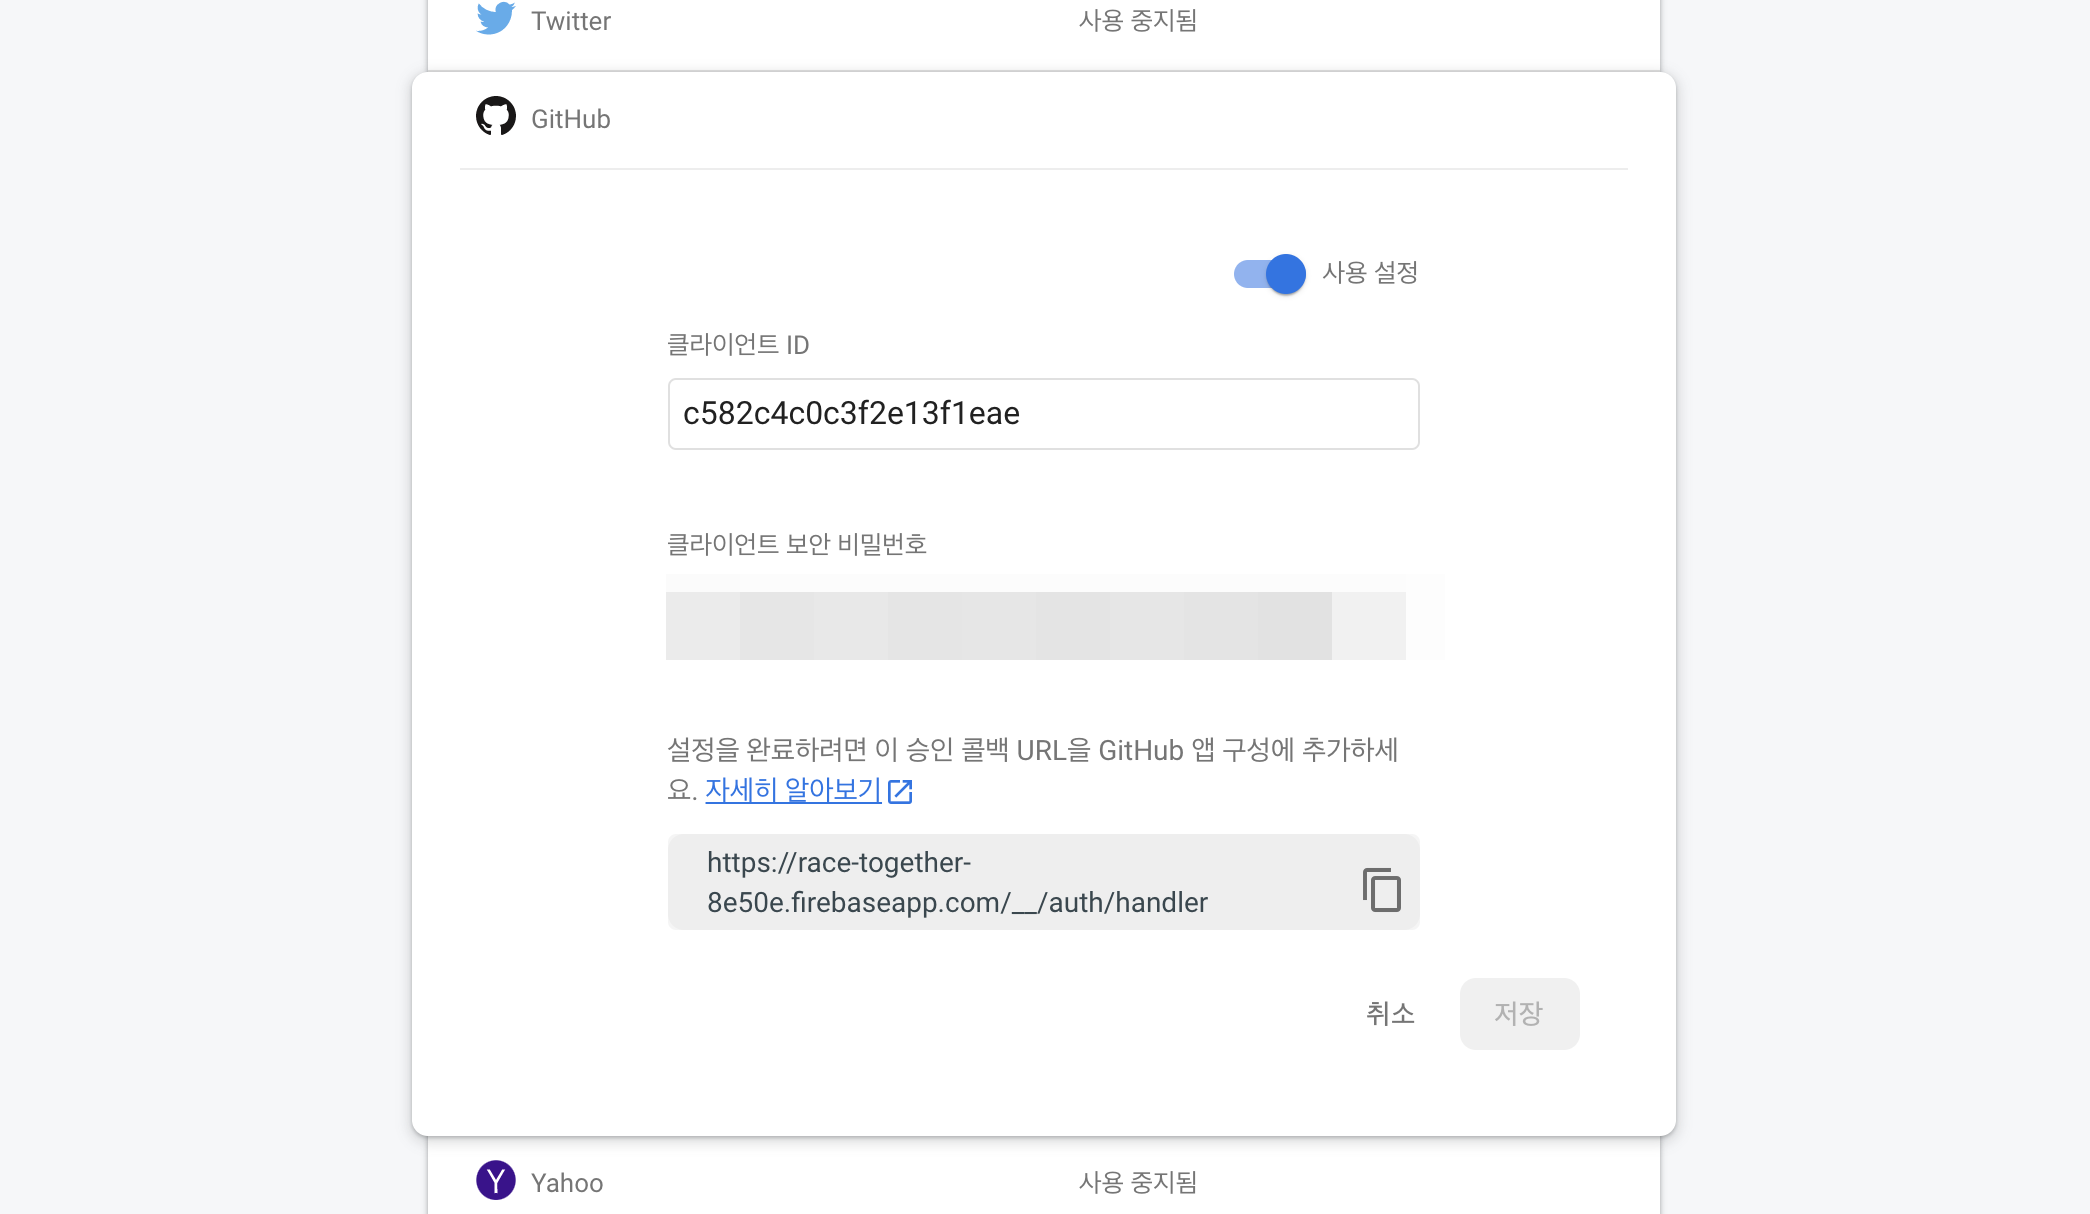 Twitter 사용 중지됨
GitHub
사용 설정
클라이언트 ID
c582c4c0c3f2e13f1eae
클라이언트 보안 비밀번호
설정을 완료하려면 이 승인 콜백 URL을 GitHub 앱 구성에 추가하세
요. 자세히 알아보기
https://race-together-
8e50e.firebaseapp.com/__/auth/handler
취소 저장
Y Yahoo 사용 중지됨